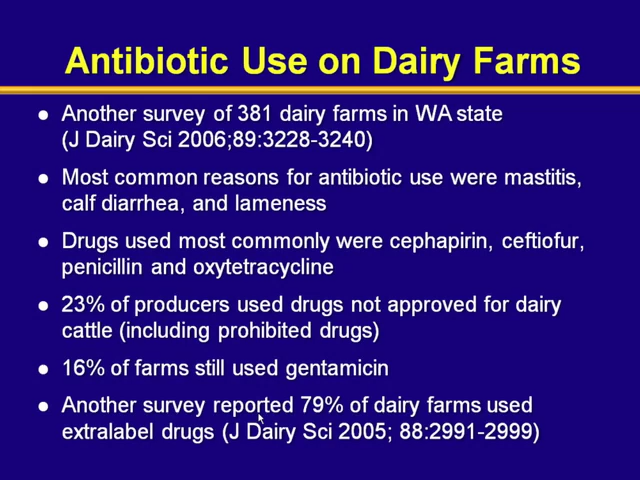 Antibiotic Use on Dairy Farms
● Another survey of 381 dairy farms in WA state
(J Dairy Sci 2006;89:3228-3240)
● Most common reasons for antibiotic use were mastitis,
calf diarrhea, and lameness
● Drugs used most commonly were cephapirin, ceftiofur,
penicillin and oxytetracycline
● 23% of producers used drugs not approved for dairy
cattle (including prohibited drugs)
● 16% of farms still used gentamicin
● Another survey reported 79% of dairy farms used
extralabel drugs (J Dairy Sci 2005; 88:2991-2999)